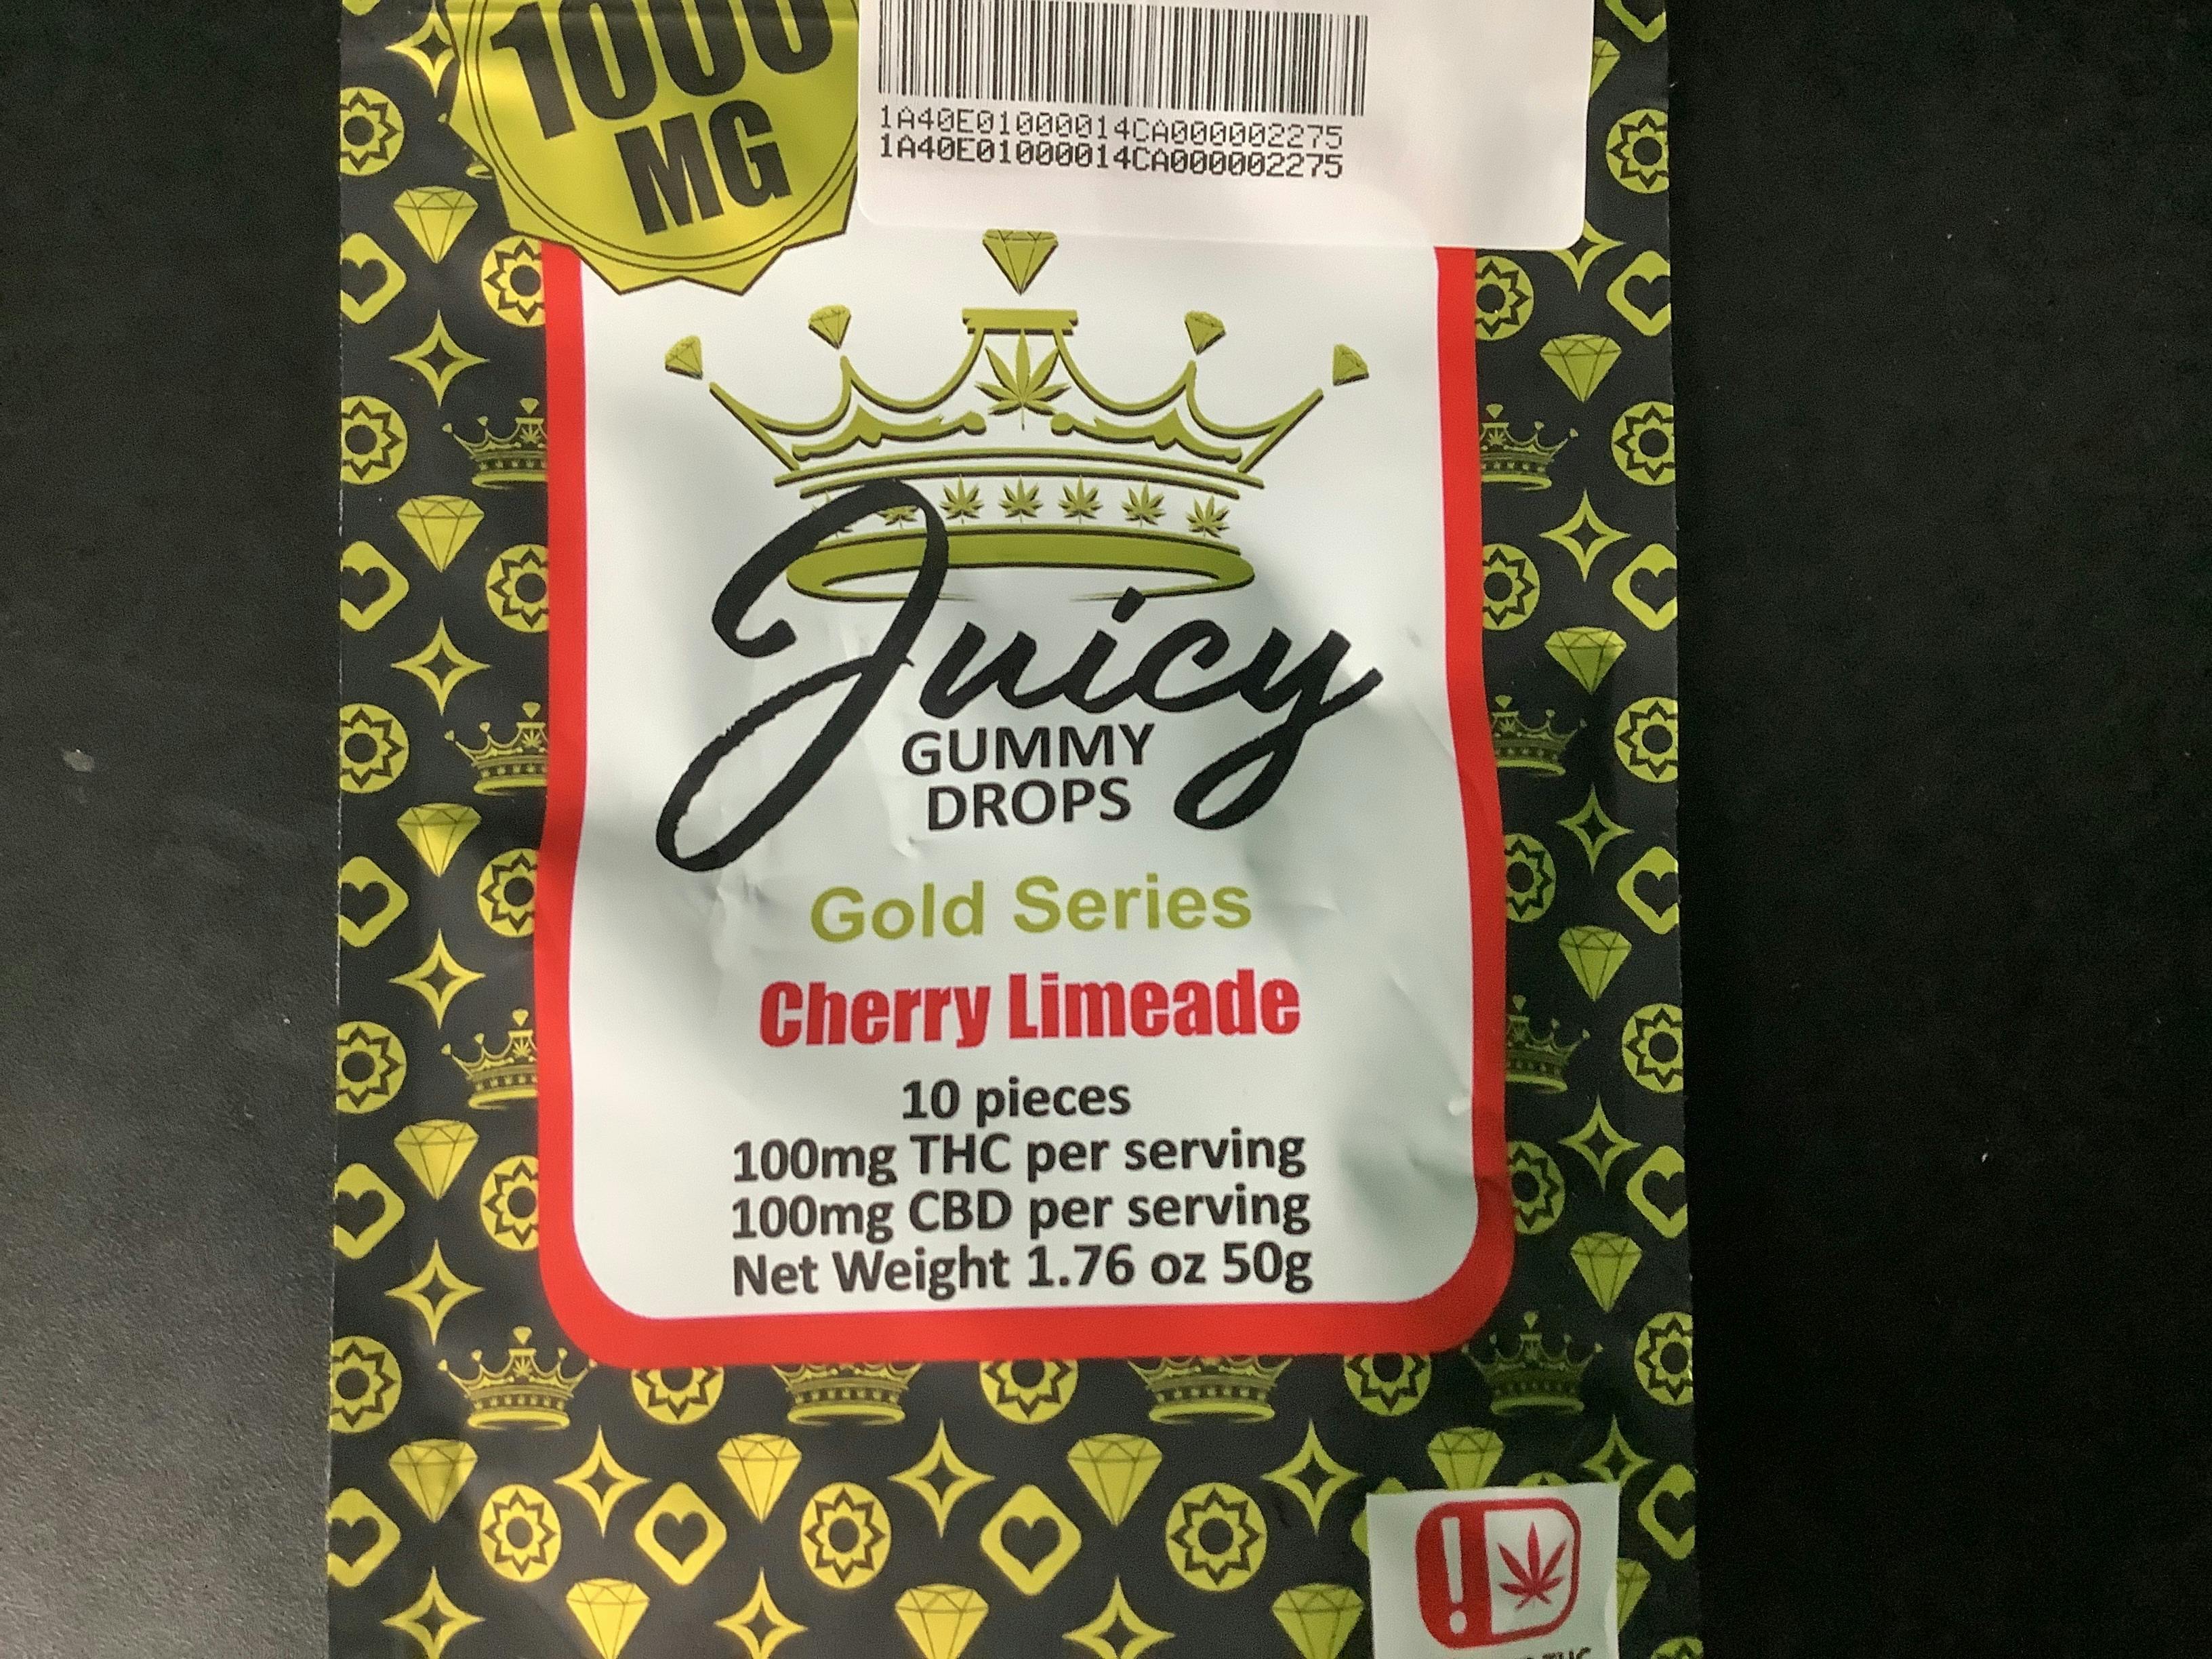 1000
MG
1A40E01000014CA000002275
1A40E01000014CA000002275
Juicy
GUMMY
DROPS
Gold Series
Cherry Limeade
10 pieces
100mg THC per serving
100mg CBD per serving
Net Weight 1.76 oz 50g
!